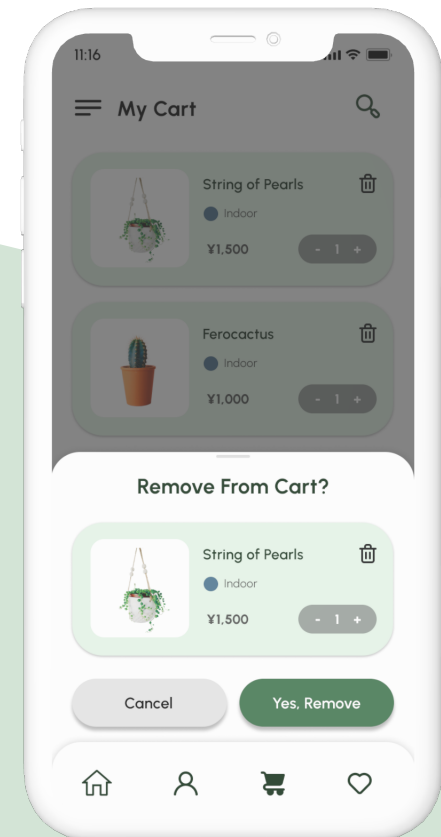 11:16
My Cart
String of Pearls
Indoor
¥1,500
- 1 +
Ferocactus
Indoor
¥1,000
- 1 +
Remove From Cart?
String of Pearls
Indoor
¥1,500
- 1 +
Cancel
Yes, Remove